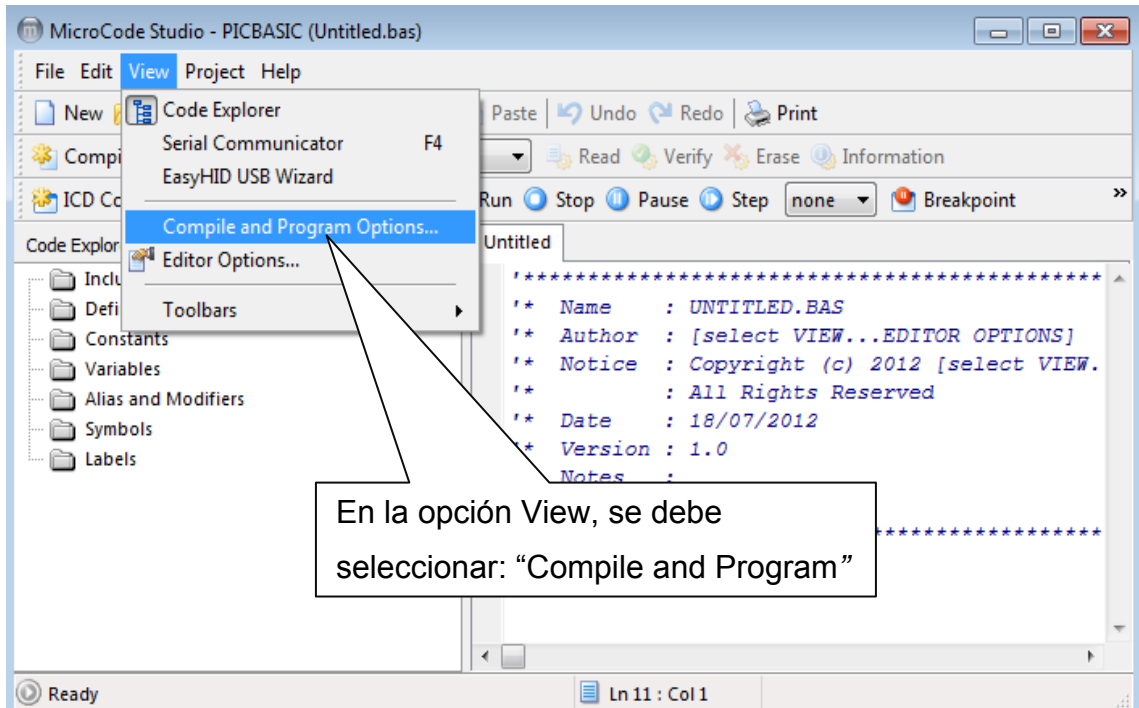 MicroCode Studio - PICBASIC (Untitled.bas)
File Edit View Project Help
New Paste Undo Redo Print
Compi Read Verify Erase Information
ICD Co Run Stop Pause Step none Breakpoint »
Code Explorer
Serial Communicator F4
EasyHID USB Wizard
Compile and Program Options...
Editor Options...
Toolbars
Code Explor
Inclu
Defi
Constants
Variables
Alias and Modifiers
Symbols
Labels
Untitled
'*********************************************
'* Name : UNTITLED.BAS
'* Author : [select VIEW...EDITOR OPTIONS]
'* Notice : Copyright (c) 2012 [select VIEW.
'* : All Rights Reserved
'* Date : 18/07/2012
'* Version : 1.0
Notes :
******************
En la opción View, se debe
seleccionar: “Compile and Program”
Ready Ln 11 : Col 1